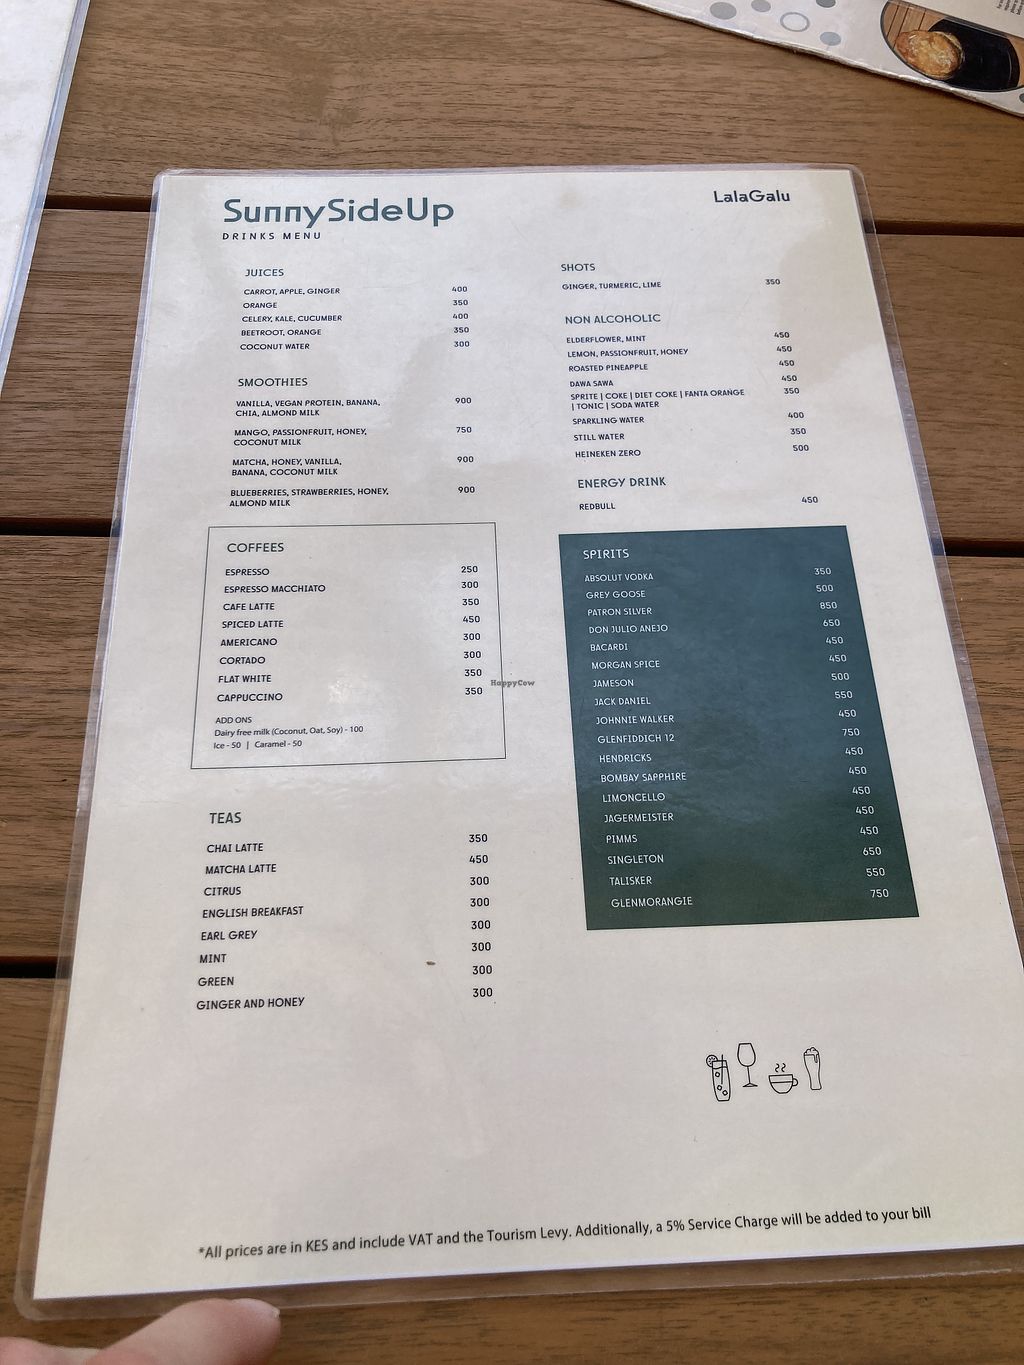 SunnySideUp
DRINKS MENU
LalaGalu
JUICES
CARROT, APPLE, GINGER 400
ORANGE 350
CELERY, KALE, CUCUMBER 400
BEETROOT, ORANGE 350
COCONUT WATER 300
SMOOTHIES
VANILLA, VEGAN PROTEIN, BANANA, 900
CHIA, ALMOND MILK
MANGO, PASSIONFRUIT, HONEY, 750
COCONUT MILK
MATCHA, HONEY, VANILLA, 900
BANANA, COCONUT MILK
BLUEBERRIES, STRAWBERRIES, HONEY, 900
ALMOND MILK
COFFEES
ESPRESSO 250
ESPRESSO MACCHIATO 300
CAFE LATTE 350
SPICED LATTE 450
AMERICANO 300
CORTADO 300
FLAT WHITE 350
CAPPUCCINO 350
ADD ONS
Dairy free milk (Coconut, Oat, Soy) - 100
Ice - 50 | Caramel - 50
TEAS
CHAI LATTE 350
MATCHA LATTE 450
CITRUS 300
ENGLISH BREAKFAST 300
EARL GREY 300
MINT 300
GREEN 300
GINGER AND HONEY 300
SHOTS
GINGER, TURMERIC, LIME 350
NON ALCOHOLIC
ELDERFLOWER, MINT 450
LEMON, PASSIONFRUIT, HONEY 450
ROASTED PINEAPPLE 450
DAWA SAWA 450
SPRITE | COKE | DIET COKE | FANTA ORANGE 350
| TONIC | SODA WATER
SPARKLING WATER 400
STILL WATER 350
HEINEKEN ZERO 500
ENERGY DRINK
REDBULL 450
SPIRITS
ABSOLUT VODKA 350
GREY GOOSE 500
PATRON SILVER 850
DON JULIO ANEJO 650
BACARDI 450
MORGAN SPICE 450
JAMESON 500
JACK DANIEL 550
JOHNNIE WALKER 450
GLENFIDDICH 12 750
HENDRICKS 450
BOMBAY SAPPHIRE 450
LIMONCELLO 450
JAGERMEISTER 450
PIMMS 450
SINGLETON 650
TALISKER 550
GLENMORANGIE 750
HappyCow
*All prices are in KES and include VAT and the Tourism Levy. Additionally, a 5% Service Charge will be added to your bill